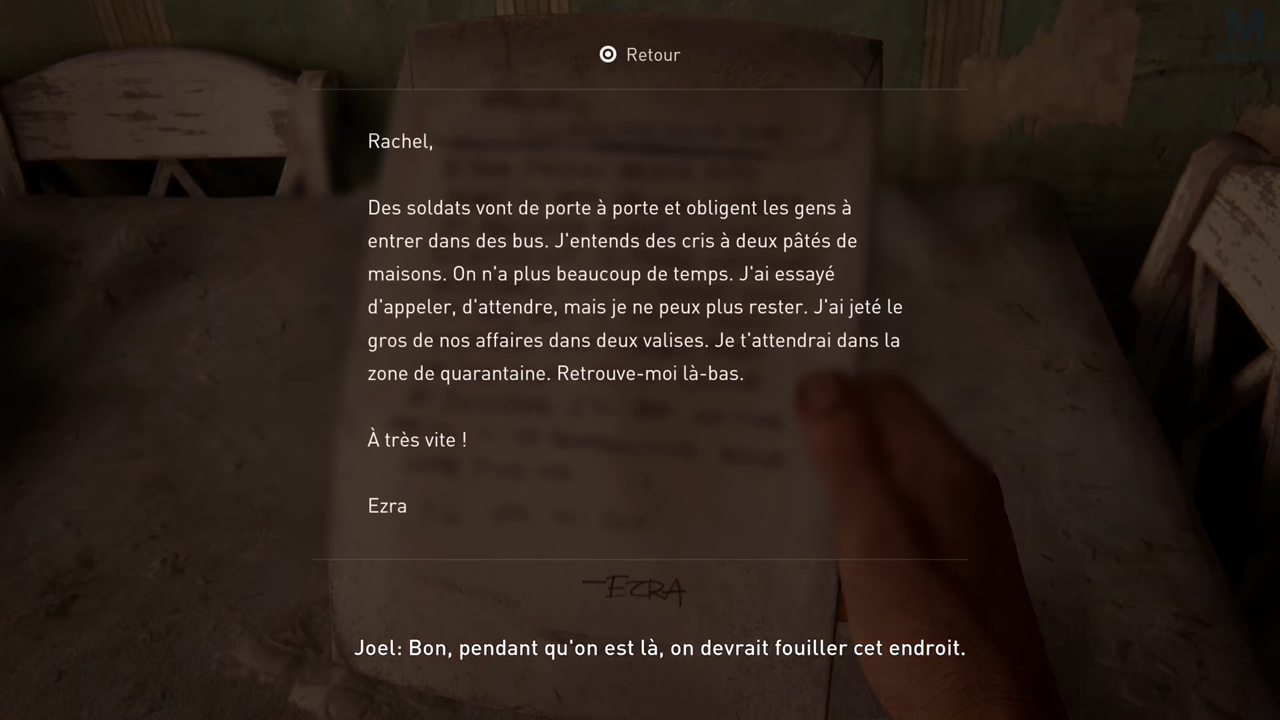 M
Retour
Rachel,
Des soldats vont de porte à porte et obligent les gens à
entrer dans des bus. J'entends des cris à deux pâtés de
maisons. On n'a plus beaucoup de temps. J'ai essayé
d'appeler, d'attendre, mais je ne peux plus rester. J'ai jeté le
gros de nos affaires dans deux valises. Je t'attendrai dans la
zone de quarantaine. Retrouve-moi là-bas.
À très vite !
Ezra
—EZRA
Joel: Bon, pendant qu'on est là, on devrait fouiller cet endroit.